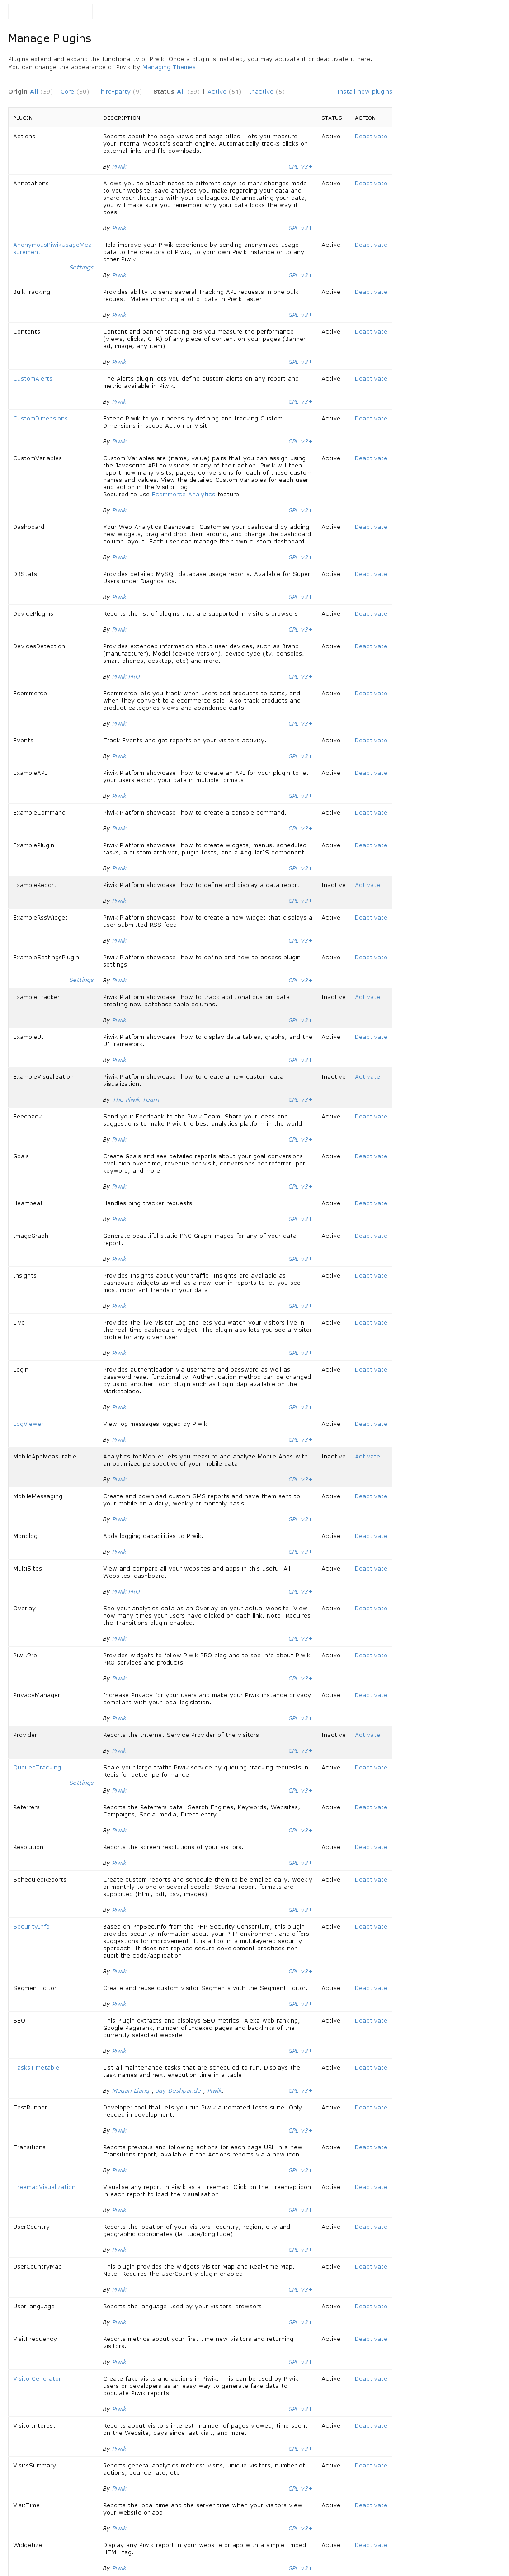 Manage Plugins
Plugins extend and expand the functionality of Piwik. Once a plugin is installed, you may activate it or deactivate it here.
You can change the appearance of Piwik by Managing Themes.
Origin All (59) | Core (50) | Third-party (9) Status All (59) | Active (54) | Inactive (5) Install new plugins
PLUGIN DESCRIPTION STATUS ACTION
Actions Reports about the page views and page titles. Lets you measure Active Deactivate
your internal website's search engine. Automatically tracks clicks on
external links and file downloads.
By Piwik. GPL v3+
Annotations Allows you to attach notes to different days to mark changes made Active Deactivate
to your website, save analyses you make regarding your data and
share your thoughts with your colleagues. By annotating your data,
you will make sure you remember why your data looks the way it
does.
By Piwik. GPL v3+
AnonymousPiwikUsageMea Help improve your Piwik experience by sending anonymized usage Active Deactivate
surement data to the creators of Piwik, to your own Piwik instance or to any
other Piwik
Settings
By Piwik. GPL v3+
BulkTracking Provides ability to send several Tracking API requests in one bulk Active Deactivate
request. Makes importing a lot of data in Piwik faster.
By Piwik. GPL v3+
Contents Content and banner tracking lets you measure the performance Active Deactivate
(views, clicks, CTR) of any piece of content on your pages (Banner
ad, image, any item).
By Piwik. GPL v3+
CustomAlerts The Alerts plugin lets you define custom alerts on any report and Active Deactivate
metric available in Piwik.
By Piwik. GPL v3+
CustomDimensions Extend Piwik to your needs by defining and tracking Custom Active Deactivate
Dimensions in scope Action or Visit
By Piwik. GPL v3+
CustomVariables Custom Variables are (name, value) pairs that you can assign using Active Deactivate
the Javascript API to visitors or any of their action. Piwik will then
report how many visits, pages, conversions for each of these custom
names and values. View the detailed Custom Variables for each user
and action in the Visitor Log.
Required to use Ecommerce Analytics feature!
By Piwik. GPL v3+
Dashboard Your Web Analytics Dashboard. Customise your dashboard by adding Active Deactivate
new widgets, drag and drop them around, and change the dashboard
column layout. Each user can manage their own custom dashboard.
By Piwik. GPL v3+
DBStats Provides detailed MySQL database usage reports. Available for Super Active Deactivate
Users under Diagnostics.
By Piwik. GPL v3+
DevicePlugins Reports the list of plugins that are supported in visitors browsers. Active Deactivate
By Piwik. GPL v3+
DevicesDetection Provides extended information about user devices, such as Brand Active Deactivate
(manufacturer), Model (device version), device type (tv, consoles,
smart phones, desktop, etc) and more.
By Piwik PRO. GPL v3+
Ecommerce Ecommerce lets you track when users add products to carts, and Active Deactivate
when they convert to a ecommerce sale. Also track products and
product categories views and abandoned carts.
By Piwik. GPL v3+
Events Track Events and get reports on your visitors activity. Active Deactivate
By Piwik. GPL v3+
ExampleAPI Piwik Platform showcase: how to create an API for your plugin to let Active Deactivate
your users export your data in multiple formats.
By Piwik. GPL v3+
ExampleCommand Piwik Platform showcase: how to create a console command. Active Deactivate
By Piwik. GPL v3+
ExamplePlugin Piwik Platform showcase: how to create widgets, menus, scheduled Active Deactivate
tasks, a custom archiver, plugin tests, and a AngularJS component.
By Piwik. GPL v3+
ExampleReport Piwik Platform showcase: how to define and display a data report. Inactive Activate
By Piwik. GPL v3+
ExampleRssWidget Piwik Platform showcase: how to create a new widget that displays a Active Deactivate
user submitted RSS feed.
By Piwik. GPL v3+
ExampleSettingsPlugin Piwik Platform showcase: how to define and how to access plugin Active Deactivate
settings.
Settings By Piwik. GPL v3+
ExampleTracker Piwik Platform showcase: how to track additional custom data Inactive Activate
creating new database table columns.
By Piwik. GPL v3+
ExampleUI Piwik Platform showcase: how to display data tables, graphs, and the Active Deactivate
UI framework.
By Piwik. GPL v3+
ExampleVisualization Piwik Platform showcase: how to create a new custom data Inactive Activate
visualization.
By The Piwik Team. GPL v3+
Feedback Send your Feedback to the Piwik Team. Share your ideas and Active Deactivate
suggestions to make Piwik the best analytics platform in the world!
By Piwik. GPL v3+
Goals Create Goals and see detailed reports about your goal conversions: Active Deactivate
evolution over time, revenue per visit, conversions per referrer, per
keyword, and more.
By Piwik. GPL v3+
Heartbeat Handles ping tracker requests. Active Deactivate
By Piwik. GPL v3+
ImageGraph Generate beautiful static PNG Graph images for any of your data Active Deactivate
report.
By Piwik. GPL v3+
Insights Provides Insights about your traffic. Insights are available as Active Deactivate
dashboard widgets as well as a new icon in reports to let you see
most important trends in your data.
By Piwik. GPL v3+
Live Provides the live Visitor Log and lets you watch your visitors live in Active Deactivate
the real-time dashboard widget. The plugin also lets you see a Visitor
profile for any given user.
By Piwik. GPL v3+
Login Provides authentication via username and password as well as Active Deactivate
password reset functionality. Authentication method can be changed
by using another Login plugin such as LoginLdap available on the
Marketplace.
By Piwik. GPL v3+
LogViewer View log messages logged by Piwik Active Deactivate
By Piwik. GPL v3+
MobileAppMeasurable Analytics for Mobile: lets you measure and analyze Mobile Apps with Inactive Activate
an optimized perspective of your mobile data.
By Piwik. GPL v3+
MobileMessaging Create and download custom SMS reports and have them sent to Active Deactivate
your mobile on a daily, weekly or monthly basis.
By Piwik. GPL v3+
Monolog Adds logging capabilities to Piwik. Active Deactivate
By Piwik. GPL v3+
MultiSites View and compare all your websites and apps in this useful 'All Active Deactivate
Websites' dashboard.
By Piwik PRO. GPL v3+
Overlay See your analytics data as an Overlay on your actual website. View Active Deactivate
how many times your users have clicked on each link. Note: Requires
the Transitions plugin enabled.
By Piwik. GPL v3+
PiwikPro Provides widgets to follow Piwik PRO blog and to see info about Piwik Active Deactivate
PRO services and products.
By Piwik. GPL v3+
PrivacyManager Increase Privacy for your users and make your Piwik instance privacy Active Deactivate
compliant with your local legislation.
By Piwik. GPL v3+
Provider Reports the Internet Service Provider of the visitors. Inactive Activate
By Piwik. GPL v3+
QueuedTracking Scale your large traffic Piwik service by queuing tracking requests in Active Deactivate
Redis for better performance.
Settings
By Piwik. GPL v3+
Referrers Reports the Referrers data: Search Engines, Keywords, Websites, Active Deactivate
Campaigns, Social media, Direct entry.
By Piwik. GPL v3+
Resolution Reports the screen resolutions of your visitors. Active Deactivate
By Piwik. GPL v3+
ScheduledReports Create custom reports and schedule them to be emailed daily, weekly Active Deactivate
or monthly to one or several people. Several report formats are
supported (html, pdf, csv, images).
By Piwik. GPL v3+
SecurityInfo Based on PhpSecInfo from the PHP Security Consortium, this plugin Active Deactivate
provides security information about your PHP environment and offers
suggestions for improvement. It is a tool in a multilayered security
approach. It does not replace secure development practices nor
audit the code/application.
By Piwik. GPL v3+
SegmentEditor Create and reuse custom visitor Segments with the Segment Editor. Active Deactivate
By Piwik. GPL v3+
SEO This Plugin extracts and displays SEO metrics: Alexa web ranking, Active Deactivate
Google Pagerank, number of Indexed pages and backlinks of the
currently selected website.
By Piwik. GPL v3+
TasksTimetable List all maintenance tasks that are scheduled to run. Displays the Active Deactivate
task names and next execution time in a table.
By Megan Liang , Jay Deshpande , Piwik. GPL v3+
TestRunner Developer tool that lets you run Piwik automated tests suite. Only Active Deactivate
needed in development.
By Piwik. GPL v3+
Transitions Reports previous and following actions for each page URL in a new Active Deactivate
Transitions report, available in the Actions reports via a new icon.
By Piwik. GPL v3+
TreemapVisualization Visualise any report in Piwik as a Treemap. Click on the Treemap icon Active Deactivate
in each report to load the visualisation.
By Piwik. GPL v3+
UserCountry Reports the location of your visitors: country, region, city and Active Deactivate
geographic coordinates (latitude/longitude).
By Piwik. GPL v3+
UserCountryMap This plugin provides the widgets Visitor Map and Real-time Map. Active Deactivate
Note: Requires the UserCountry plugin enabled.
By Piwik. GPL v3+
UserLanguage Reports the language used by your visitors' browsers. Active Deactivate
By Piwik. GPL v3+
VisitFrequency Reports metrics about your first time new visitors and returning Active Deactivate
visitors.
By Piwik. GPL v3+
VisitorGenerator Create fake visits and actions in Piwik. This can be used by Piwik Active Deactivate
users or developers as an easy way to generate fake data to
populate Piwik reports.
By Piwik. GPL v3+
VisitorInterest Reports about visitors interest: number of pages viewed, time spent Active Deactivate
on the Website, days since last visit, and more.
By Piwik. GPL v3+
VisitsSummary Reports general analytics metrics: visits, unique visitors, number of Active Deactivate
actions, bounce rate, etc.
By Piwik. GPL v3+
VisitTime Reports the local time and the server time when your visitors view Active Deactivate
your website or app.
By Piwik. GPL v3+
Widgetize Display any Piwik report in your website or app with a simple Embed Active Deactivate
HTML tag.
By Piwik. GPL v3+